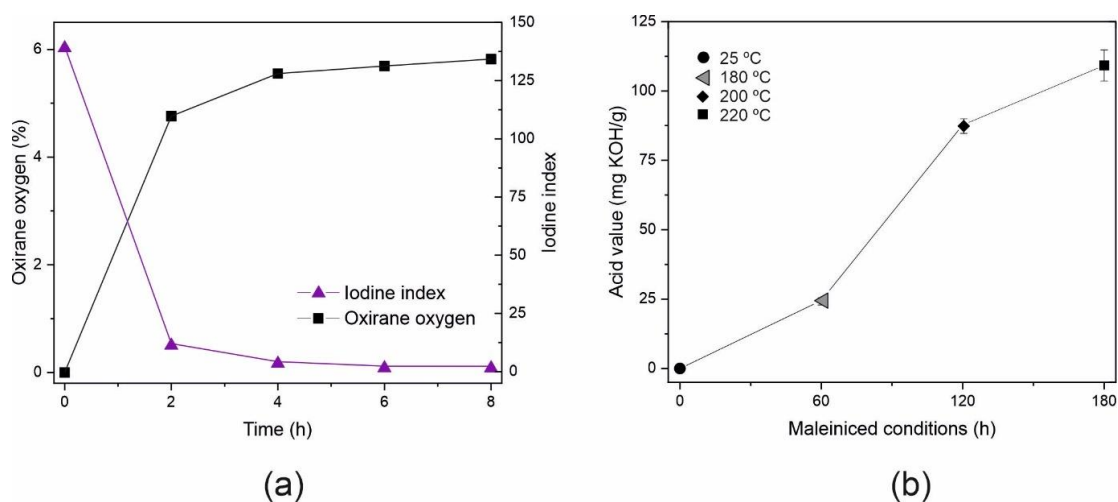 Oxirane oxygen (%)
6
4
2
0
150
125
100
75
50
25
0
Iodine index
Iodine index
Oxirane oxygen
0 2 4 6 8
Time (h)
(a)
Acid value (mg KOH/g)
125
100
75
50
25
0
25 ºC
180 ºC
200 ºC
220 ºC
0 60 120 180
Maleiniced conditions (h)
(b)